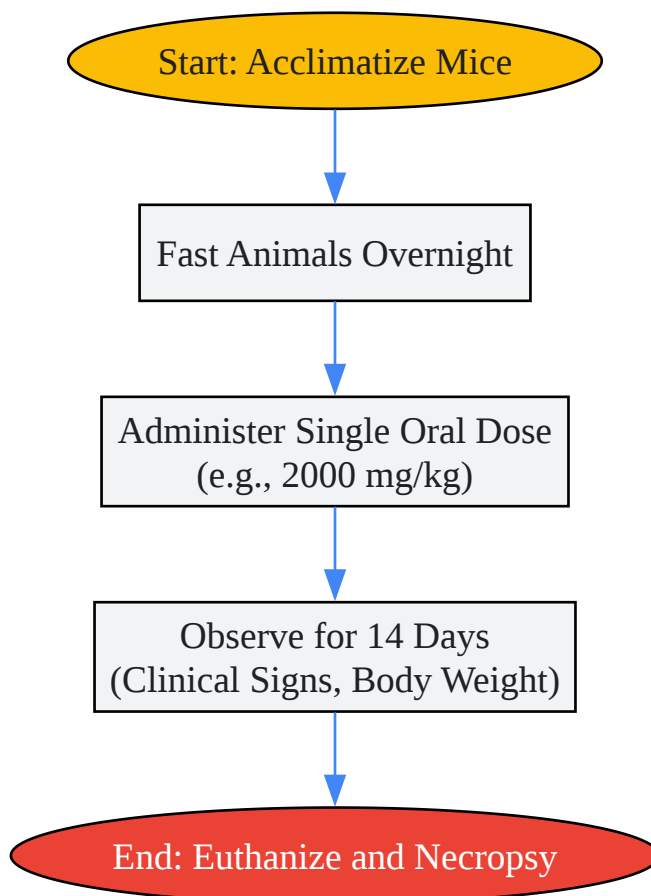 Start: Acclimatize Mice
Fast Animals Overnight
Administer Single Oral Dose
(e.g., 2000 mg/kg)
Observe for 14 Days
(Clinical Signs, Body Weight)
End: Euthanize and Necropsy